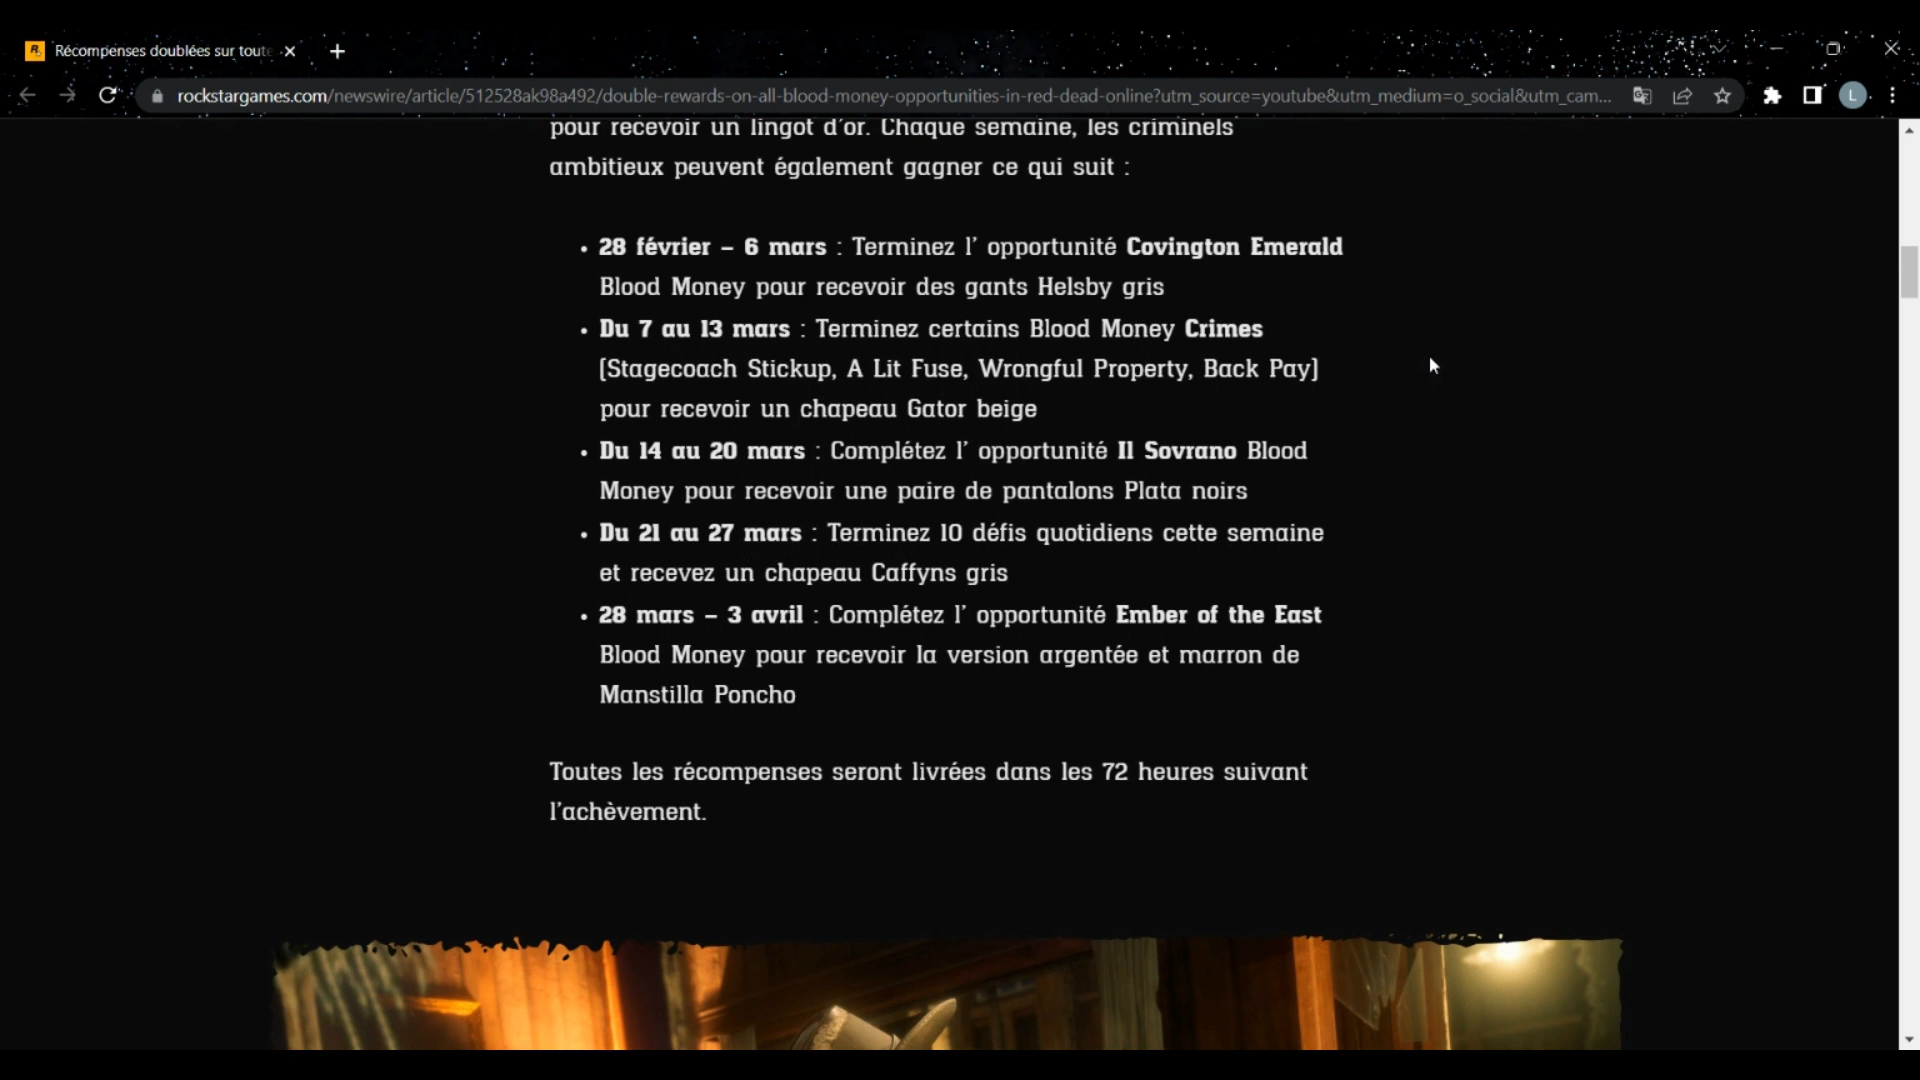 Récompenses doublées sur toute
rockstargames.com/newswire/article/512528ak98a492/double-rewards-on-all-blood-money-opportunities-in-red-dead-online?utm_source=youtube&utm_medium=o_social&utm_cam...
L
pour recevoir un lingot d'or. Chaque semaine, les criminels
ambitieux peuvent également gagner ce qui suit :
• 28 février – 6 mars : Terminez l' opportunité Covington Emerald
Blood Money pour recevoir des gants Helsby gris
• Du 7 au 13 mars : Terminez certains Blood Money Crimes
(Stagecoach Stickup, A Lit Fuse, Wrongful Property, Back Pay)
pour recevoir un chapeau Gator beige
• Du 14 au 20 mars : Complétez l' opportunité Il Sovrano Blood
Money pour recevoir une paire de pantalons Plata noirs
• Du 21 au 27 mars : Terminez 10 défis quotidiens cette semaine
et recevez un chapeau Caffyns gris
• 28 mars – 3 avril : Complétez l' opportunité Ember of the East
Blood Money pour recevoir la version argentée et marron de
Manstilla Poncho
Toutes les récompenses seront livrées dans les 72 heures suivant
l'achèvement.